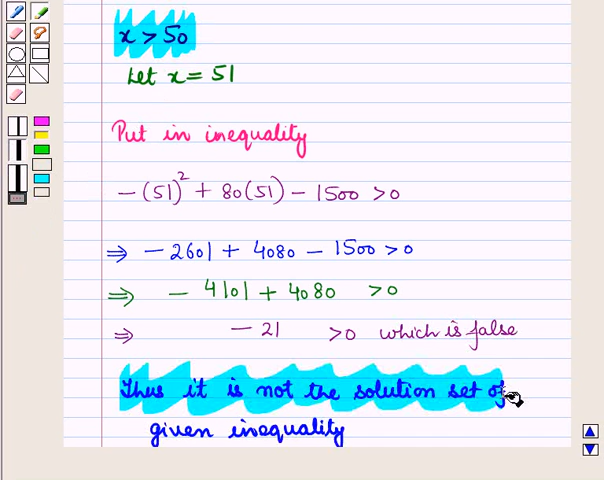 x > 50
Let x = 51
Put in inequality
-(51)² + 80(51) - 1500 > 0
⇒ -2601 + 4080 - 1500 > 0
⇒ - 4101 + 4080 > 0
⇒ - 21 > 0 which is false
Thus it is not the solution set of
given inequality